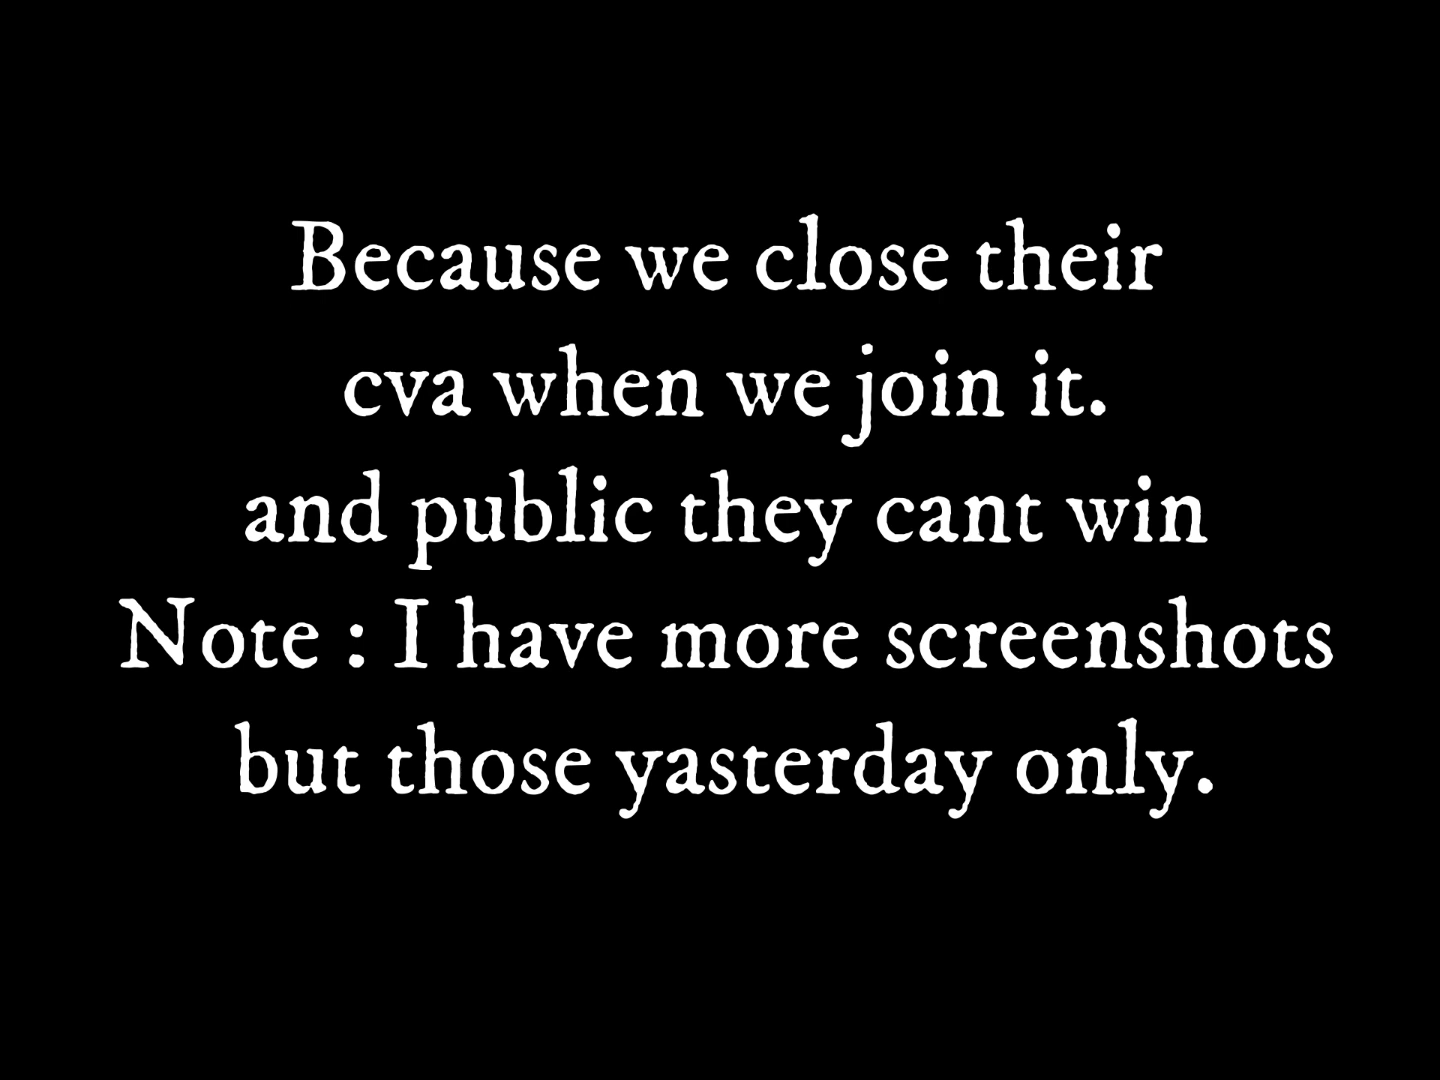 Because we close their
cva when we join it.
and public they cant win
Note : I have more screenshots
but those yasterday only.